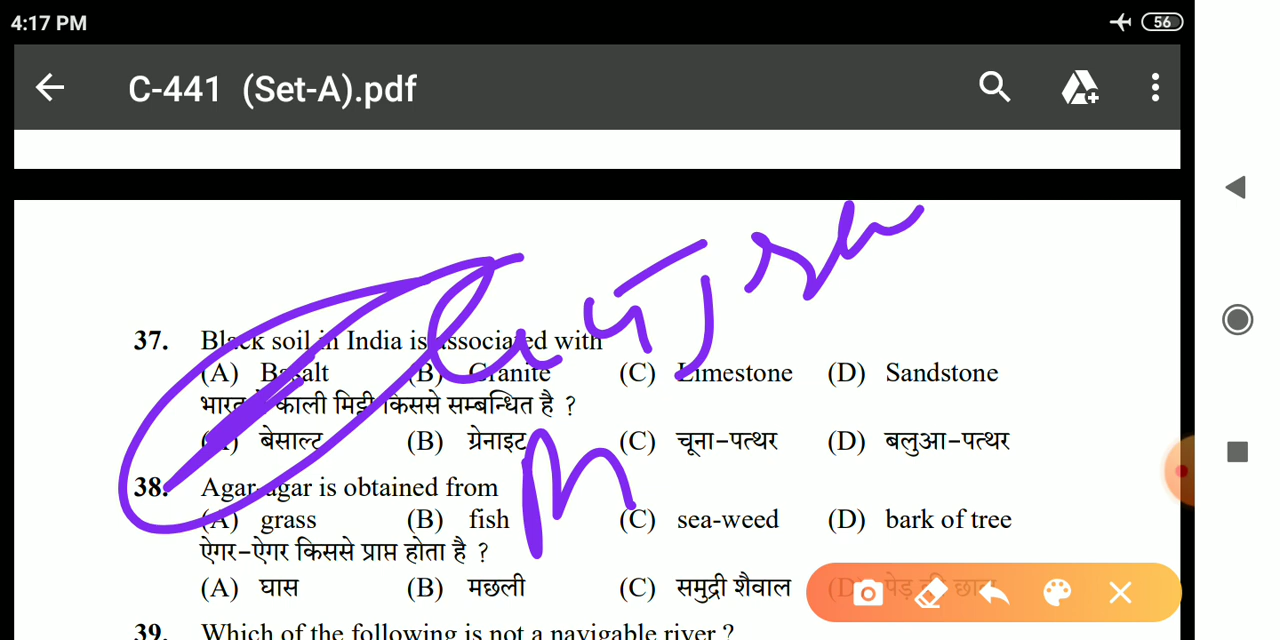 4:17 PM
56
C-441 (Set-A).pdf
37. Black soil in India is associated with
(A) Basalt (B) Granite (C) Limestone (D) Sandstone
भारत में काली मिट्टी किससे सम्बन्धित है ?
(A) बेसाल्ट (B) ग्रेनाइट (C) चूना-पत्थर (D) बलुआ-पत्थर
38. Agar-agar is obtained from
(A) grass (B) fish (C) sea-weed (D) bark of tree
ऐगर-ऐगर किससे प्राप्त होता है ?
(A) घास (B) मछली (C) समुद्री शैवाल (D) पेड़ की छाल
39. Which of the following is not a navigable river ?